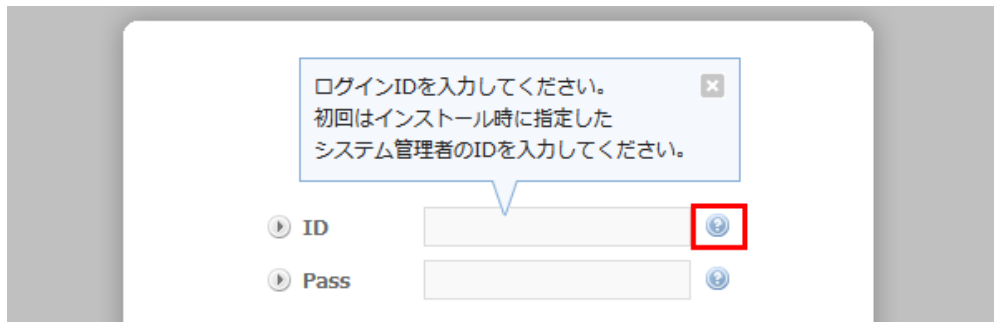 ログインIDを入力してください。
初回はインストール時に指定した
システム管理者のIDを入力してください。
ID
Pass